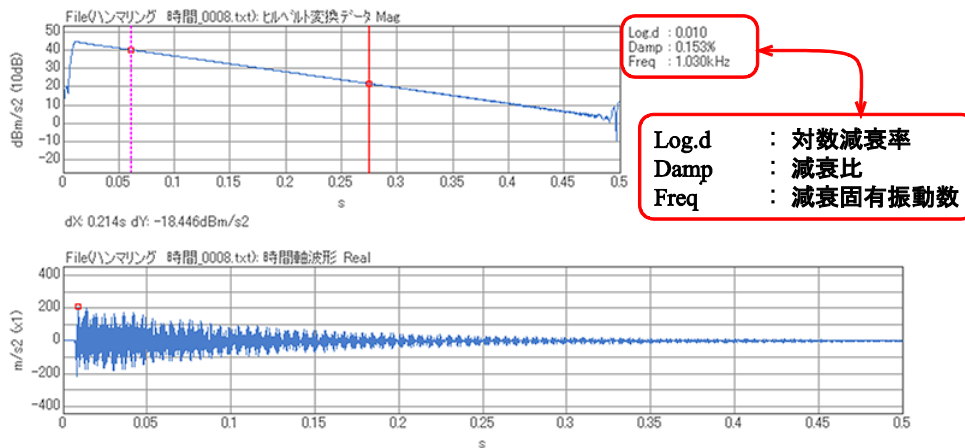 File(ハンマリング 時間_0008.txt): ヒルベルト変換データ Mag
dBm/s2 (10dB)
50
40
30
20
10
0
-10
-20
0 0.05 0.1 0.15 0.2 0.25 0.3 0.35 0.4 0.45 0.5
s
dX: 0.214s dY: -18.446dBm/s2
Log.d : 0.010
Damp : 0.153%
Freq : 1.030kHz
Log.d : 対数減衰率
Damp : 減衰比
Freq : 減衰固有振動数
File(ハンマリング 時間_0008.txt): 時間軸波形 Real
m/s2 (x1)
400
200
0
-200
-400
0 0.05 0.1 0.15 0.2 0.25 0.3 0.35 0.4 0.45 0.5
s